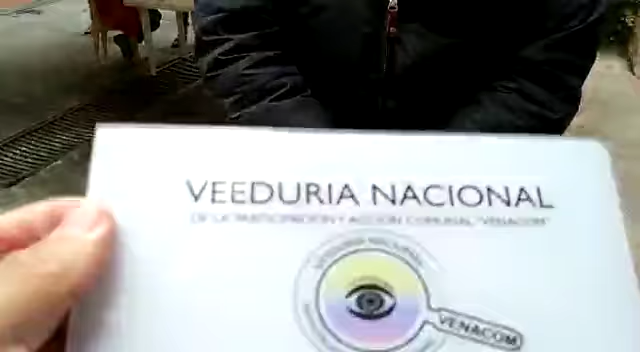 VEEDURIA NACIONAL
DE LA PARTICIPACION Y ACCION COMUNAL "VENACOM"
VENACOM